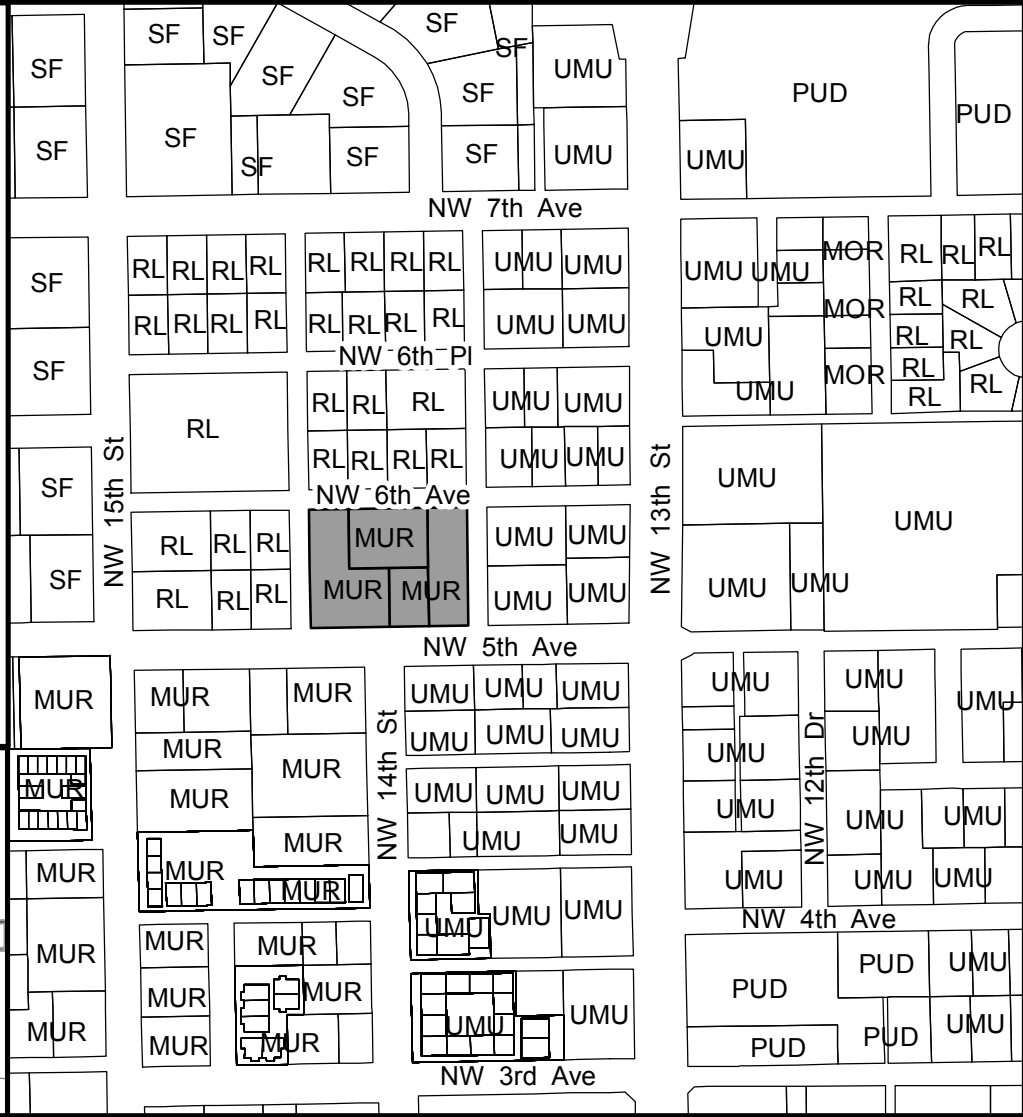 SF SF SF
SF SF UMU
SF SF SF PUD PUD
SF SF SF SF SF UMU UMU
NW 7th Ave
SF RL RL RL RL RL RL RL RL UMU UMU UMU UMU MOR RL RL RL
RL RL RL RL RL RL RL RL UMU UMU UMU MOR RL RL
RL RL
NW 6th Pl
SF RL RL RL RL UMU UMU UMU MOR RL RL RL
NW 15th St
RL RL RL RL UMU UMU NW 13th St UMU
SF NW 6th Ave
RL RL RL MUR UMU UMU UMU
SF RL RL RL MUR MUR UMU UMU UMU UMU
NW 5th Ave
MUR MUR MUR UMU UMU UMU UMU UMU UMU
MUR MUR NW 14th St UMU UMU UMU UMU NW 12th Dr UMU
MUR MUR UMU UMU UMU UMU UMU UMU
MUR UMU UMU
MUR MUR MUR UMU UMU UMU
NW 4th Ave
MUR MUR MUR UMU UMU UMU PUD UMU
MUR MUR PUD
MUR MUR MUR UMU UMU PUD PUD UMU
NW 3rd Ave